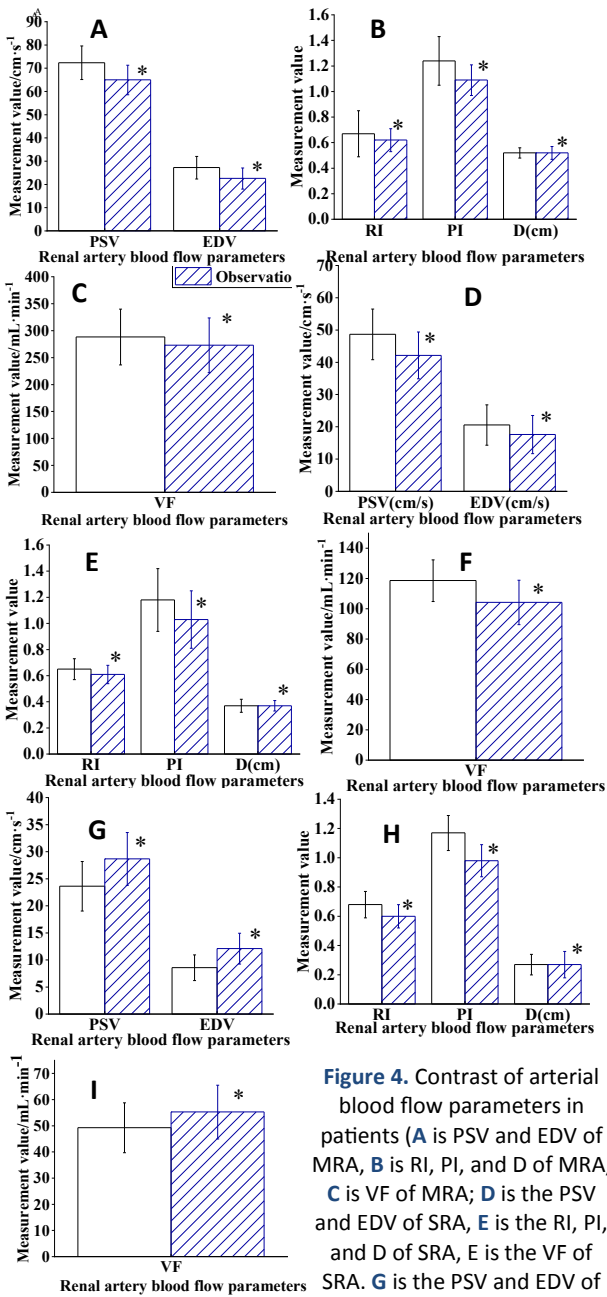 A
A
Measurement value/cm·s⁻¹
90
80
70
60
50
40
30
20
10
0
*
*
PSV EDV
Renal artery blood flow parameters
B
Measurement value
1.6
1.4
1.2
1.0
0.8
0.6
0.4
0.2
0.0
*
*
*
RI PI D(cm)
Renal artery blood flow parameters
Observatio
C
Measurement value/mL·min⁻¹
400
350
300
250
200
150
100
50
0
*
VF
Renal artery blood flow parameters
D
Measurement value/cm·s⁻¹
70
60
50
40
30
20
10
0
*
*
PSV(cm/s) EDV(cm/s)
Renal artery blood flow parameters
E
Measurement value
1.6
1.4
1.2
1.0
0.8
0.6
0.4
0.2
0.0
*
*
*
RI PI D(cm)
Renal artery blood flow parameters
F
Measurement value/mL·min⁻¹
140
120
100
80
60
40
20
0
*
VF
Renal artery blood flow parameters
G
Measurement value/cm·s⁻¹
40
35
30
25
20
15
10
5
0
*
*
PSV EDV
Renal artery blood flow parameters
H
Measurement value
1.4
1.2
1.0
0.8
0.6
0.4
0.2
0.0
*
*
*
RI PI D(cm)
Renal artery blood flow parameters
I
Measurement value/mL·min⁻¹
70
60
50
40
30
20
10
0
*
VF
Renal artery blood flow parameters
Figure 4. Contrast of arterial
blood flow parameters in
patients (A is PSV and EDV of
MRA, B is RI, PI, and D of MRA,
C is VF of MRA; D is the PSV
and EDV of SRA, E is the RI, PI,
and D of SRA, E is the VF of
SRA. G is the PSV and EDV of